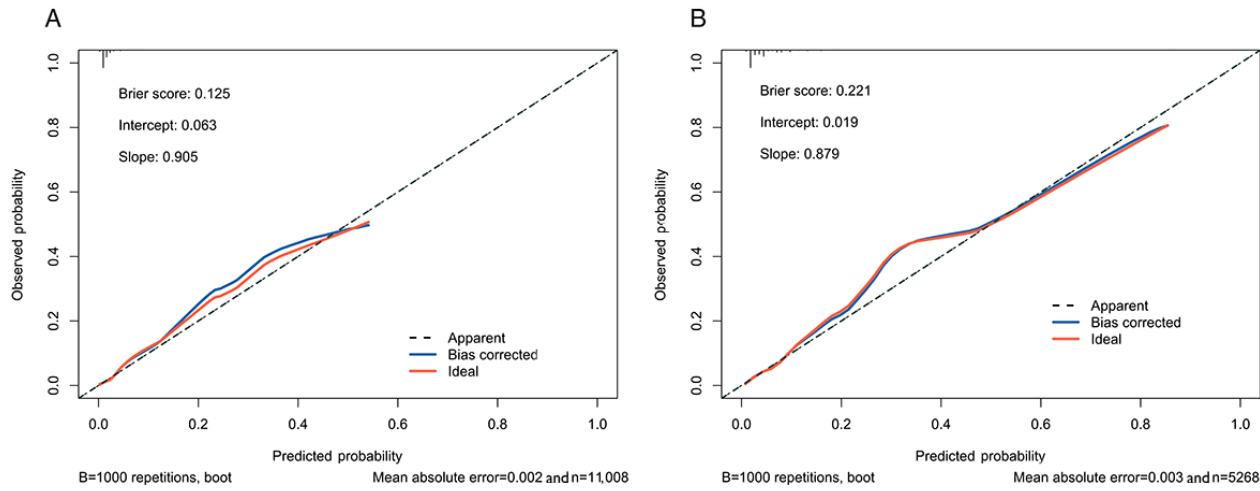 A
1.0
0.8
0.6
0.4
0.2
0.0
Observed probability
Brier score: 0.125
Intercept: 0.063
Slope: 0.905
Apparent
Bias corrected
Ideal
0.0 0.2 0.4 0.6 0.8 1.0
Predicted probability
B=1000 repetitions, boot
Mean absolute error=0.002 and n=11,008
B
1.0
0.8
0.6
0.4
0.2
0.0
Observed probability
Brier score: 0.221
Intercept: 0.019
Slope: 0.879
Apparent
Bias corrected
Ideal
0.0 0.2 0.4 0.6 0.8 1.0
Predicted probability
B=1000 repetitions, boot
Mean absolute error=0.003 and n=5268